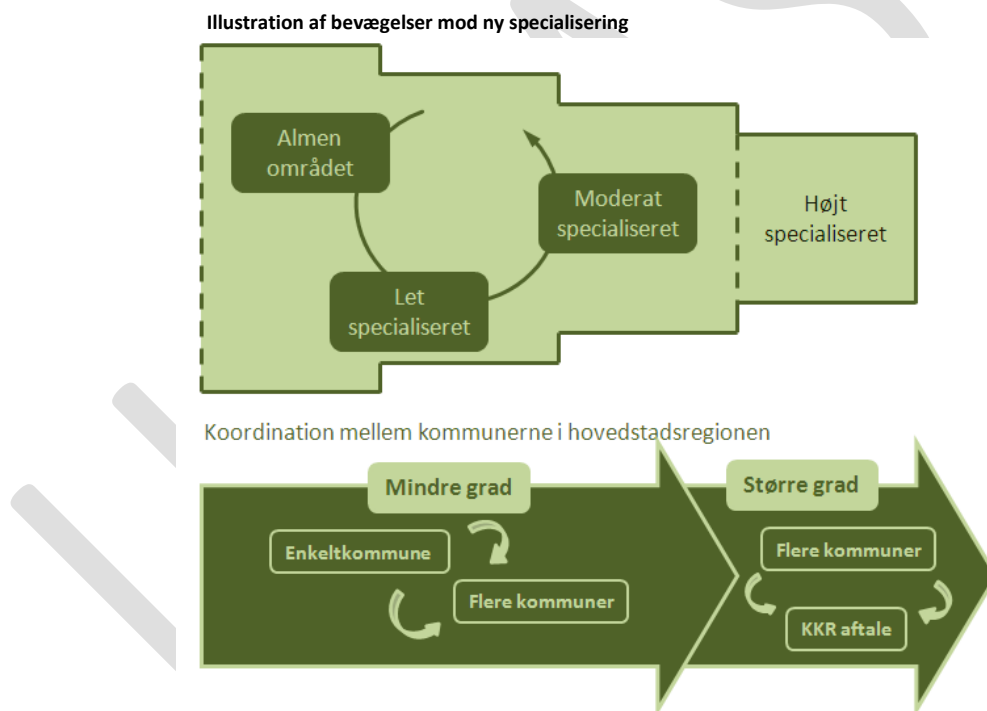 Illustration af bevægelser mod ny specialisering
Almen
området
Moderat
specialiseret
Højt
specialiseret
Let
specialiseret
Koordination mellem kommunerne i hovedstadsregionen
Mindre grad
Større grad
Enkeltkommune
Flere kommuner
Flere kommuner
KKR aftale